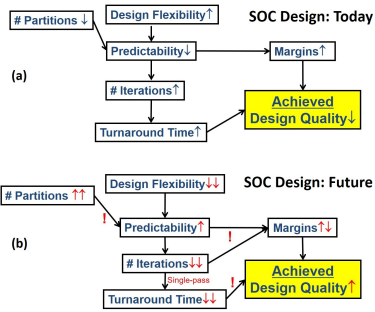 SOC Design: Today
Design Flexibility↑
# Partitions ↓
Predictability↓
Margins↑
(a)
# Iterations↑
Achieved
Design Quality↓
Turnaround Time↑
SOC Design: Future
Design Flexibility↓↓
# Partitions ↑↑
!
Predictability↑
!
Margins↑↓
(b)
# Iterations↓↓
Single-pass
!
Achieved
Design Quality↑
Turnaround Time↓↓